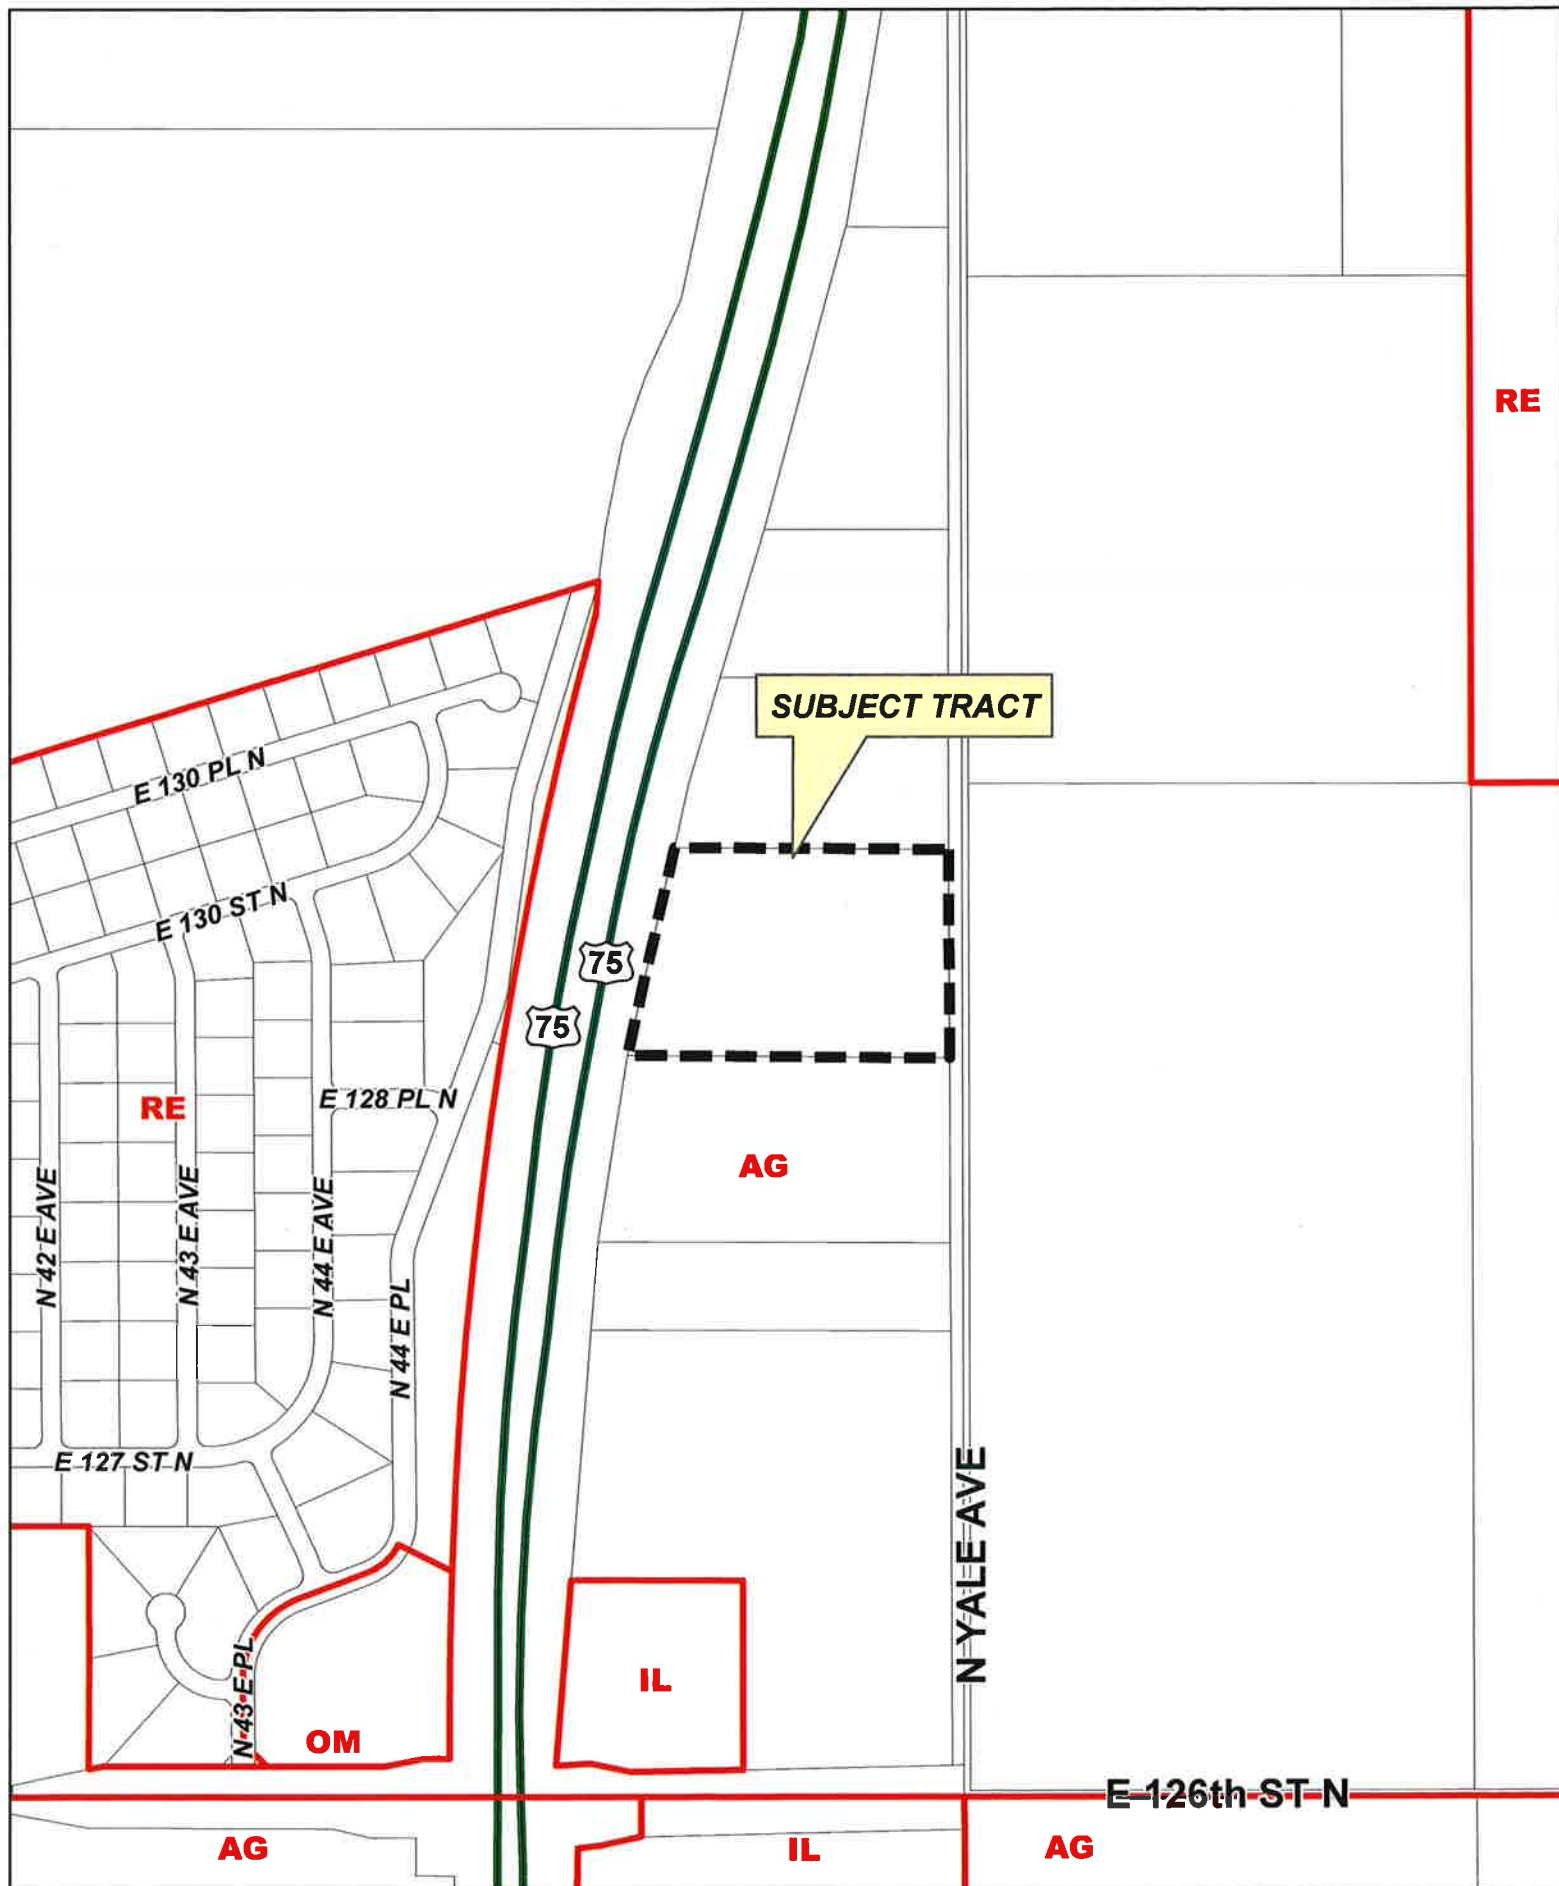 RE
SUBJECT TRACT
E 130 PL N
E 130 ST N
75
75
E 128 PL N
RE
AG
N 42 E AVE
N 43 E AVE
N 44 E AVE
N 44 E PL
E 127 ST N
N YALE AVE
N 43 E PL
IL
OM
E 126th ST N
AG
IL
AG